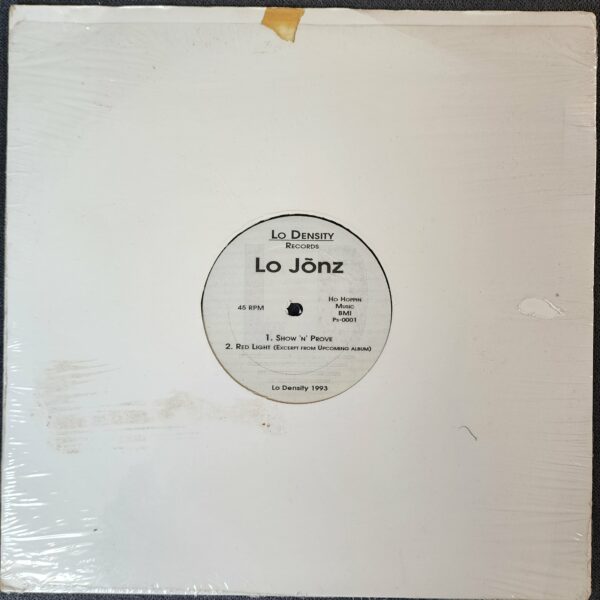 Lo Density
Records
Lo Jõnz
45 RPM
Ho Hoppin
Music
BMI
Ps-0001
1. Show 'n' Prove
2. Red Light (Excerpt from Upcoming album)
Lo Density 1993